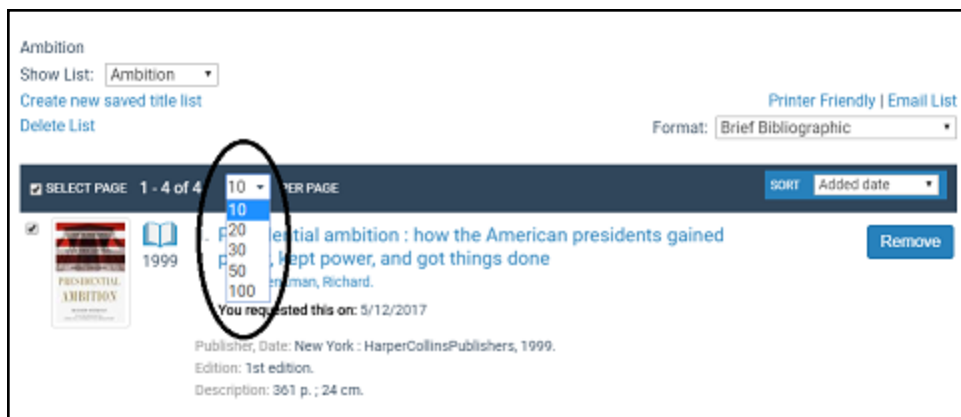 Ambition
Show List: Ambition
Create new saved title list
Printer Friendly | Email List
Delete List
Format: Brief Bibliographic
SELECT PAGE 1 - 4 of 4 10 PER PAGE SORT Added date
10
20
30
50
100
ential ambition : how the American presidents gained
kept power, and got things done
Remove
1999
PRESIDENTIAL
AMBITION
man, Richard.
You requested this on: 5/12/2017
Publisher, Date: New York : HarperCollinsPublishers, 1999.
Edition: 1st edition.
Description: 361 p. ; 24 cm.